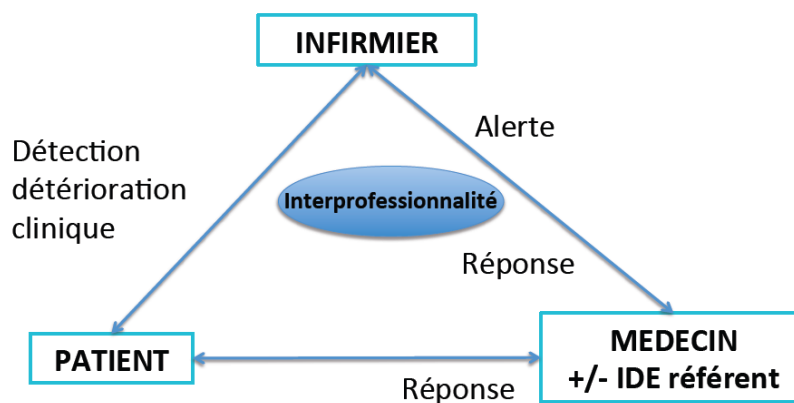 INFIRMIER
Alerte
Détection
détérioration
clinique
Interprofessionnalité
Réponse
PATIENT
MEDECIN
+/- IDE référent
Réponse